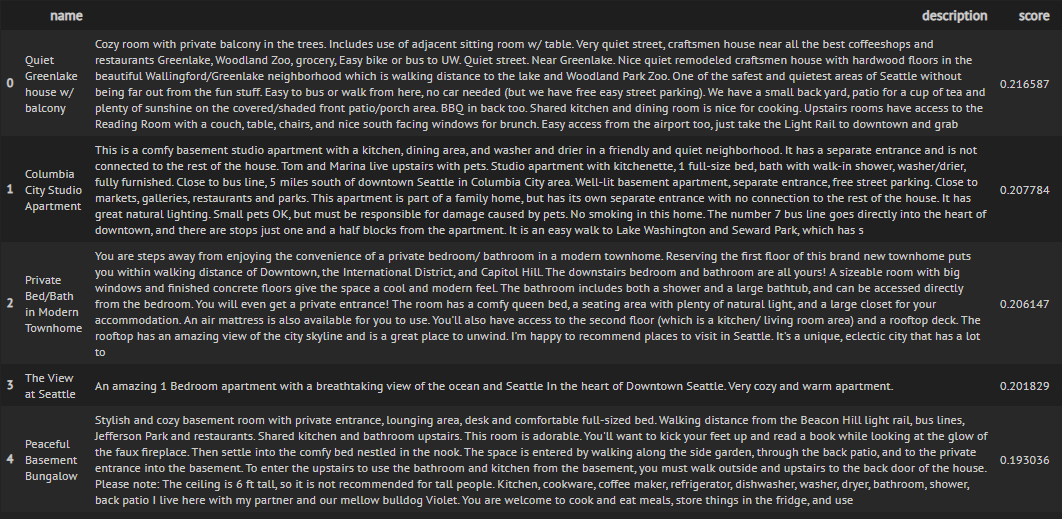 name description score
0 Quiet Greenlake house w/ balcony
Cozy room with private balcony in the trees. Includes use of adjacent sitting room w/ table. Very quiet street, craftsmen house near all the best coffeeshops and
restaurants Greenlake, Woodland Zoo, grocery, Easy bike or bus to UW. Quiet street. Near Greenlake. Nice quiet remodeled craftsmen house with hardwood floors in the
beautiful Wallingford/Greenlake neighborhood which is walking distance to the lake and Woodland Park Zoo. One of the safest and quietest areas of Seattle without
being far out from the fun stuff. Easy to bus or walk from here, no car needed (but we have free easy street parking). We have a small back yard, patio for a cup of tea and
plenty of sunshine on the covered/shaded front patio/porch area. BBQ in back too. Shared kitchen and dining room is nice for cooking. Upstairs rooms have access to the
Reading Room with a couch, table, chairs, and nice south facing windows for brunch. Easy access from the airport too, just take the Light Rail to downtown and grab
0.216587
1 Columbia City Studio Apartment
This is a comfy basement studio apartment with a kitchen, dining area, and washer and drier in a friendly and quiet neighborhood. It has a separate entrance and is
not connected to the rest of the house. Tom and Marina live upstairs with pets. Studio apartment with kitchenette, 1 full-size bed, bath with walk-in shower, washer/drier,
fully furnished. Close to bus line, 5 miles south of downtown Seattle in Columbia City area. Well-lit basement apartment, separate entrance, free street parking. Close to
markets, galleries, restaurants and parks. This apartment is part of a family home, but has its own separate entrance with no connection to the rest of the house. It has
great natural lighting. Small pets OK, but must be responsible for damage caused by pets. No smoking in this home. The number 7 bus line goes directly into the heart of
downtown, and there are stops just one and a half blocks from the apartment. It is an easy walk to Lake Washington and Seward Park, which has s
0.207784
2 Private Bed/Bath in Modern Townhome
You are steps away from enjoying the convenience of a private bedroom/ bathroom in a modern townhome. Reserving the first floor of this brand new townhome puts
you within walking distance of Downtown, the International District, and Capitol Hill. The downstairs bedroom and bathroom are all yours! A sizeable room with big
windows and finished concrete floors give the space a cool and modern feel. The bathroom includes both a shower and a large bathtub, and can be accessed directly
from the bedroom. You will even get a private entrance! The room has a comfy queen bed, a seating area with plenty of natural light, and a large closet for your
accommodation. An air mattress is also available for you to use. You'll also have access to the second floor (which is a kitchen/ living room area) and a rooftop deck. The
rooftop has an amazing view of the city skyline and is a great place to unwind. I'm happy to recommend places to visit in Seattle. It's a unique, eclectic city that has a lot
to
0.206147
3 The View at Seattle
An amazing 1 Bedroom apartment with a breathtaking view of the ocean and Seattle In the heart of Downtown Seattle. Very cozy and warm apartment.
0.201829
4 Peaceful Basement Bungalow
Stylish and cozy basement room with private entrance, lounging area, desk and comfortable full-sized bed. Walking distance from the Beacon Hill light rail, bus lines,
Jefferson Park and restaurants. Shared kitchen and bathroom upstairs. This room is adorable. You'll want to kick your feet up and read a book while looking at the glow of
the faux fireplace. Then settle into the comfy bed nestled in the nook. The space is entered by walking along the side garden, through the back patio, and to the private
entrance into the basement. To enter the upstairs to use the bathroom and kitchen from the basement, you must walk outside and upstairs to the back door of the house.
Please note: The ceiling is 6 ft tall, so it is not recommended for tall people. Kitchen, cookware, coffee maker, refrigerator, dishwasher, washer, dryer, bathroom, shower,
back patio I live here with my partner and our mellow bulldog Violet. You are welcome to cook and eat meals, store things in the fridge, and use
0.193036